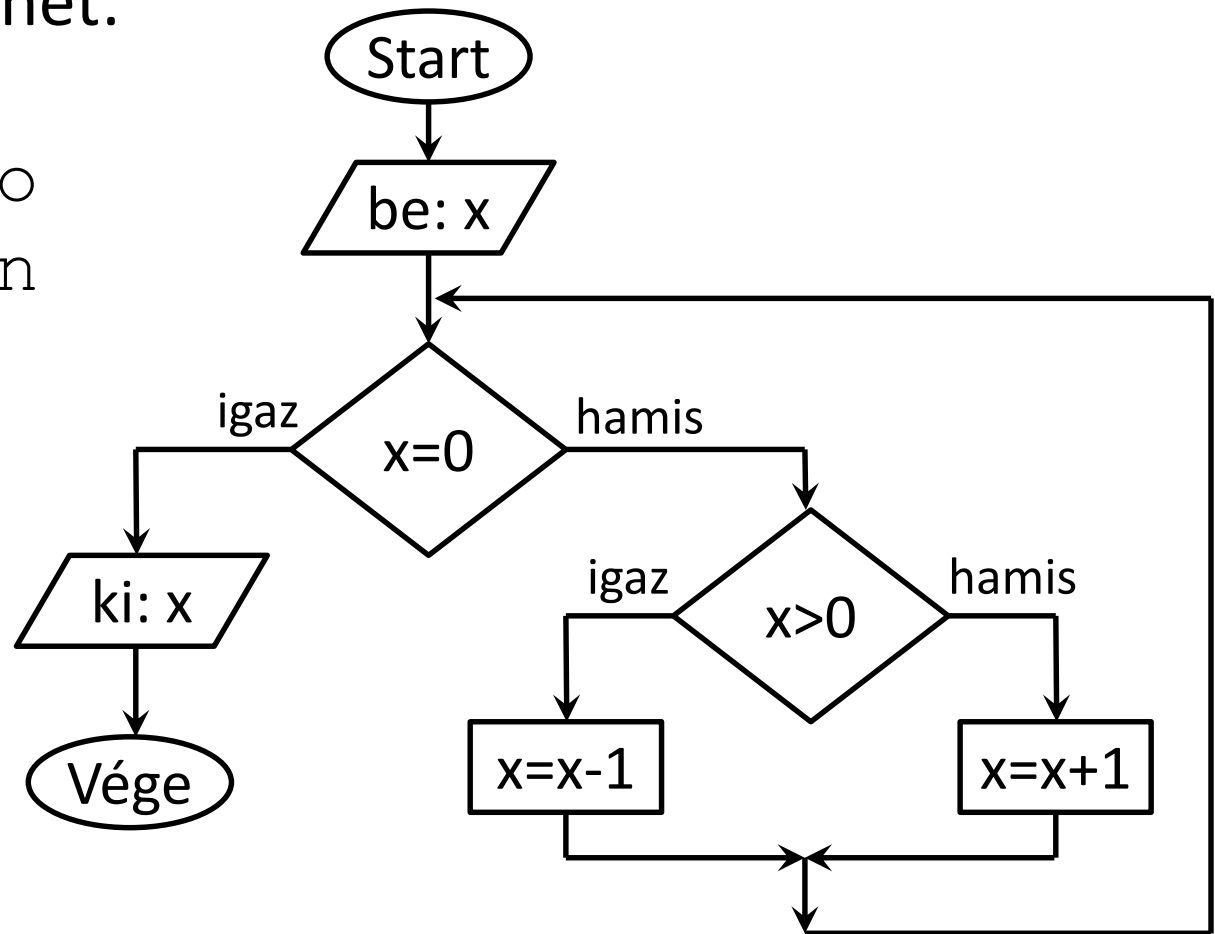 Start
be: x
igaz
hamis
x=0
igaz
hamis
ki: x
x>0
x=x-1
x=x+1
Vége